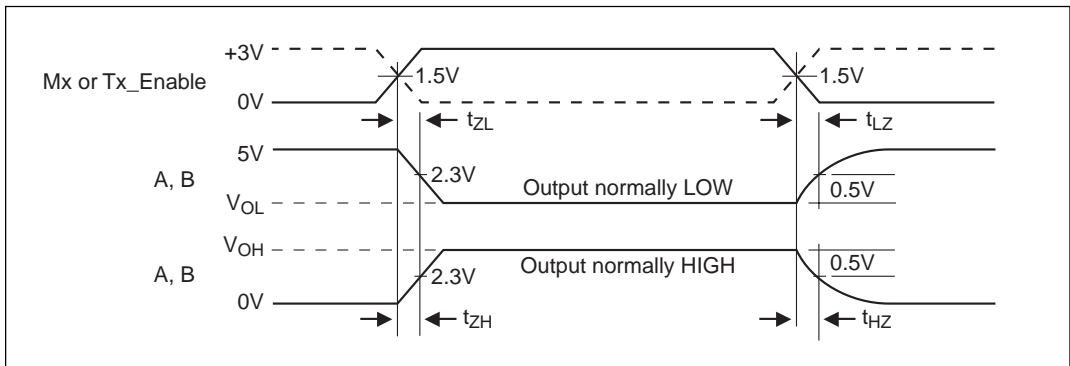 +3V
Mx or Tx_Enable
1.5V
1.5V
0V
tZL
tLZ
5V
A, B
2.3V
Output normally LOW
0.5V
VOL
VOH
A, B
2.3V
Output normally HIGH
0.5V
0V
tZH
tHZ